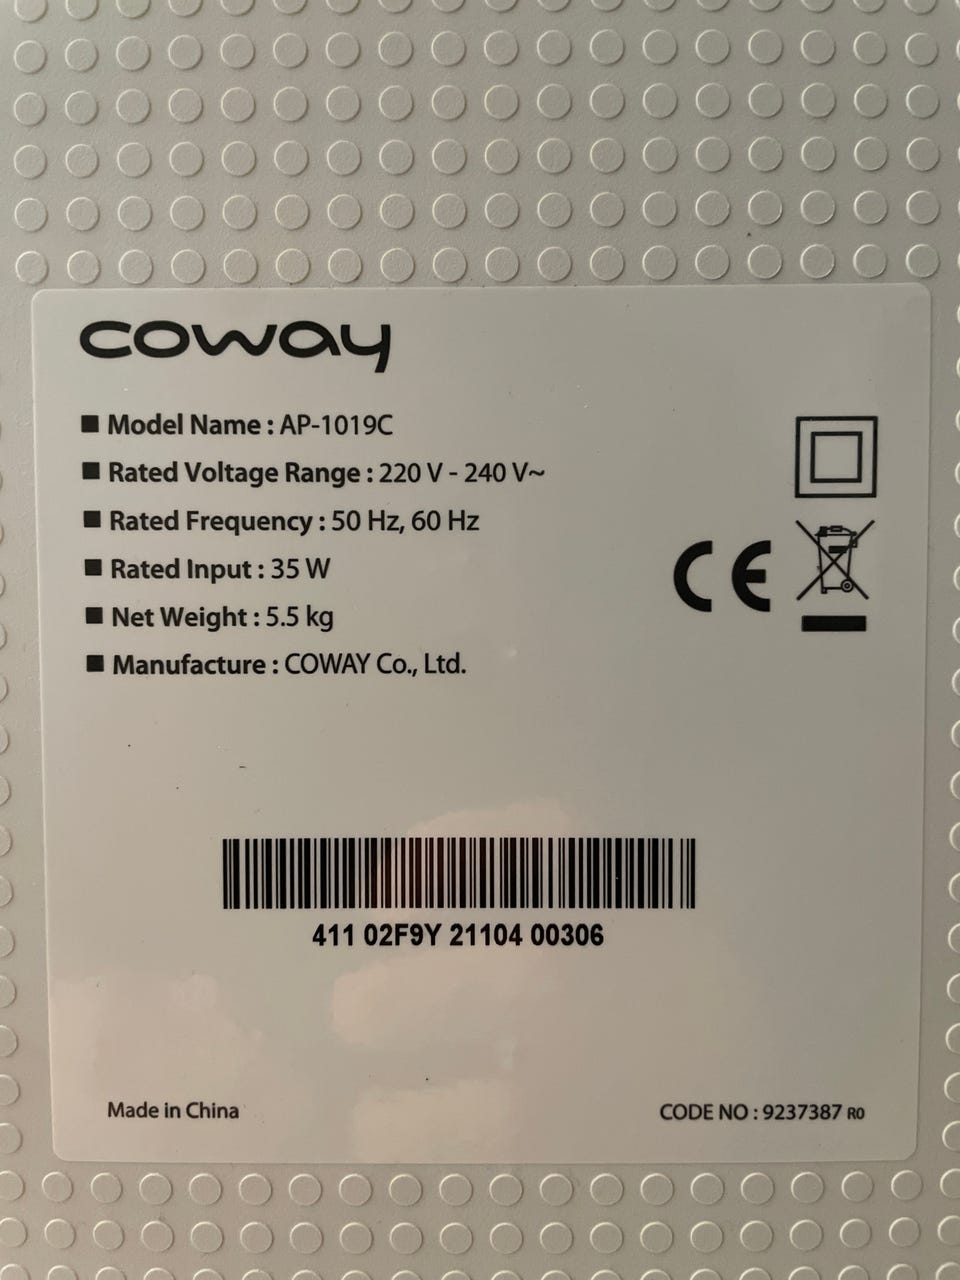 coway
■ Model Name : AP-1019C
■ Rated Voltage Range : 220 V - 240 V~
■ Rated Frequency : 50 Hz, 60 Hz
■ Rated Input : 35 W
■ Net Weight : 5.5 kg
■ Manufacture : COWAY Co., Ltd.
CE
411 02F9Y 21104 00306
Made in China
CODE NO : 9237387 R0